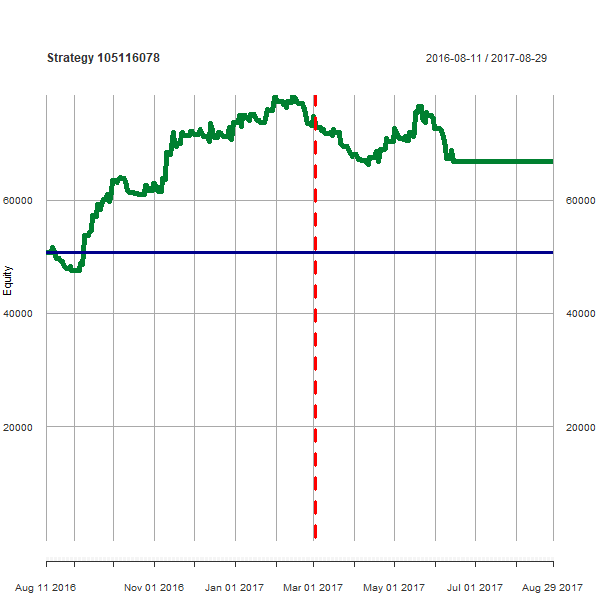 Strategy 105116078 2016-08-11 / 2017-08-29
60000 60000
Equity
40000 40000
20000 20000
Aug 11 2016 Nov 01 2016 Jan 01 2017 Mar 01 2017 May 01 2017 Jul 01 2017 Aug 29 2017